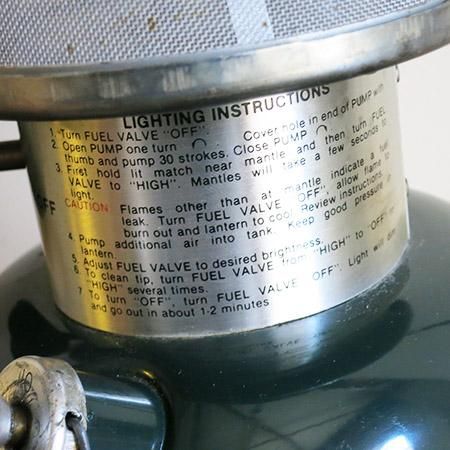 LIGHTING INSTRUCTIONS
1. Turn FUEL VALVE "OFF".
2. Open PUMP one turn ↶. Cover hole in end of PUMP with
thumb and pump 30 strokes. Close PUMP ↷.
3. First hold lit match near mantle and then turn FUEL
VALVE to "HIGH". Mantles will take a few seconds to
light.
CAUTION Flames other than at mantle indicate a fuel
leak. Turn FUEL VALVE OFF, allow flame to
burn out and lantern to cool. Review instructions.
4. Pump additional air into tank. Keep good pressure in
lantern.
5. Adjust FUEL VALVE to desired brightness.
6. To clean tip, turn FUEL VALVE from "HIGH" to "OFF" to
"HIGH" several times.
7. To turn "OFF", turn FUEL VALVE OFF". Light will dim
and go out in about 1-2 minutes
OFF